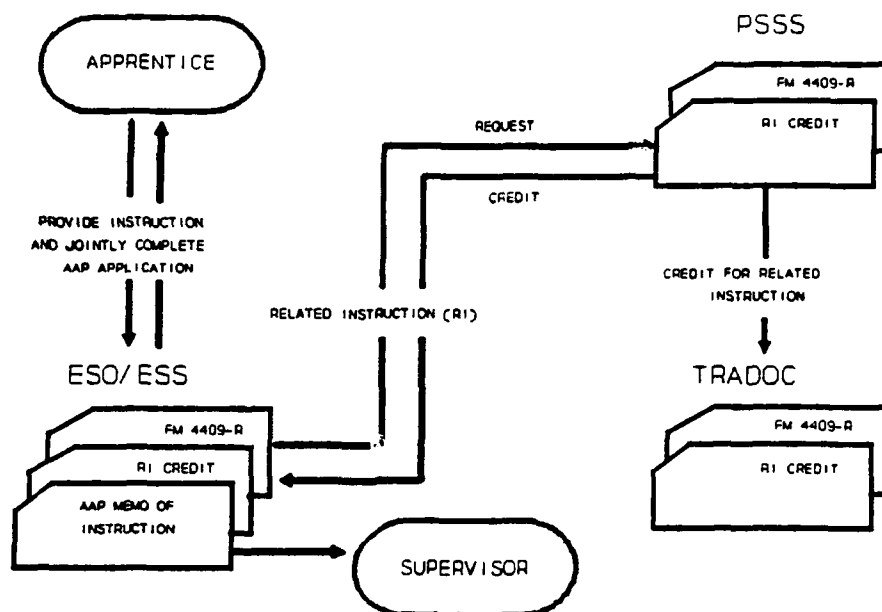 APPRENTICE
PROVIDE INSTRUCTION
AND JOINTLY COMPLETE
AAP APPLICATION
ESO/ESS
FM 4409-R
RI CREDIT
AAP MEMO OF
INSTRUCTION
SUPERVISOR
REQUEST
CREDIT
RELATED INSTRUCTION (RI)
PSSS
FM 4409-R
RI CREDIT
CREDIT FOR RELATED
INSTRUCTION
TRADOC
FM 4409-R
RI CREDIT